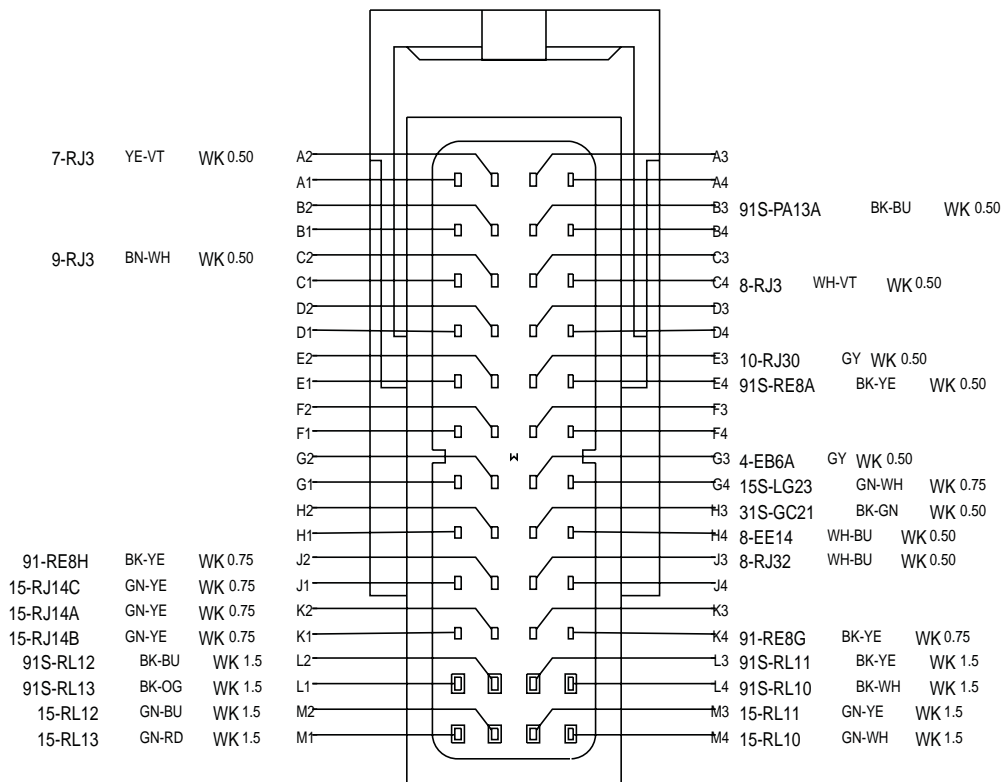 7-RJ3 YE-VT WK 0.50 A2 A3
A1 A4
B2 B3 91S-PA13A BK-BU WK 0.50
B1 B4
9-RJ3 BN-WH WK 0.50 C2 C3
C1 C4 8-RJ3 WH-VT WK 0.50
D2 D3
D1 D4
E2 E3 10-RJ30 GY WK 0.50
E1 E4 91S-RE8A BK-YE WK 0.50
F2 F3
F1 F4
G2 G3 4-EB6A GY WK 0.50
G1 G4 15S-LG23 GN-WH WK 0.75
H2 H3 31S-GC21 BK-GN WK 0.50
H1 H4 8-EE14 WH-BU WK 0.50
91-RE8H BK-YE WK 0.75 J2 J3 8-RJ32 WH-BU WK 0.50
15-RJ14C GN-YE WK 0.75 J1 J4
15-RJ14A GN-YE WK 0.75 K2 K3
15-RJ14B GN-YE WK 0.75 K1 K4 91-RE8G BK-YE WK 0.75
91S-RL12 BK-BU WK 1.5 L2 L3 91S-RL11 BK-YE WK 1.5
91S-RL13 BK-OG WK 1.5 L1 L4 91S-RL10 BK-WH WK 1.5
15-RL12 GN-BU WK 1.5 M2 M3 15-RL11 GN-YE WK 1.5
15-RL13 GN-RD WK 1.5 M1 M4 15-RL10 GN-WH WK 1.5